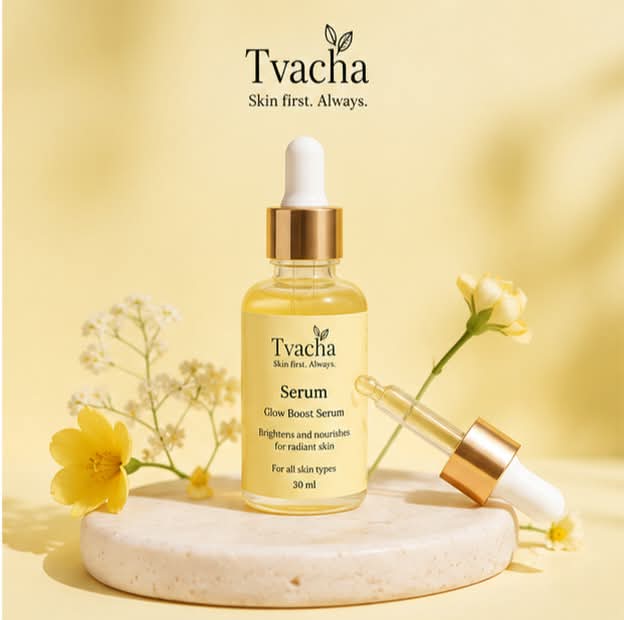 Tvacha
Skin first. Always.
Tvacha
Skin first. Always.
Serum
Glow Boost Serum
Brightens and nourishes
for radiant skin
For all skin types
30 ml